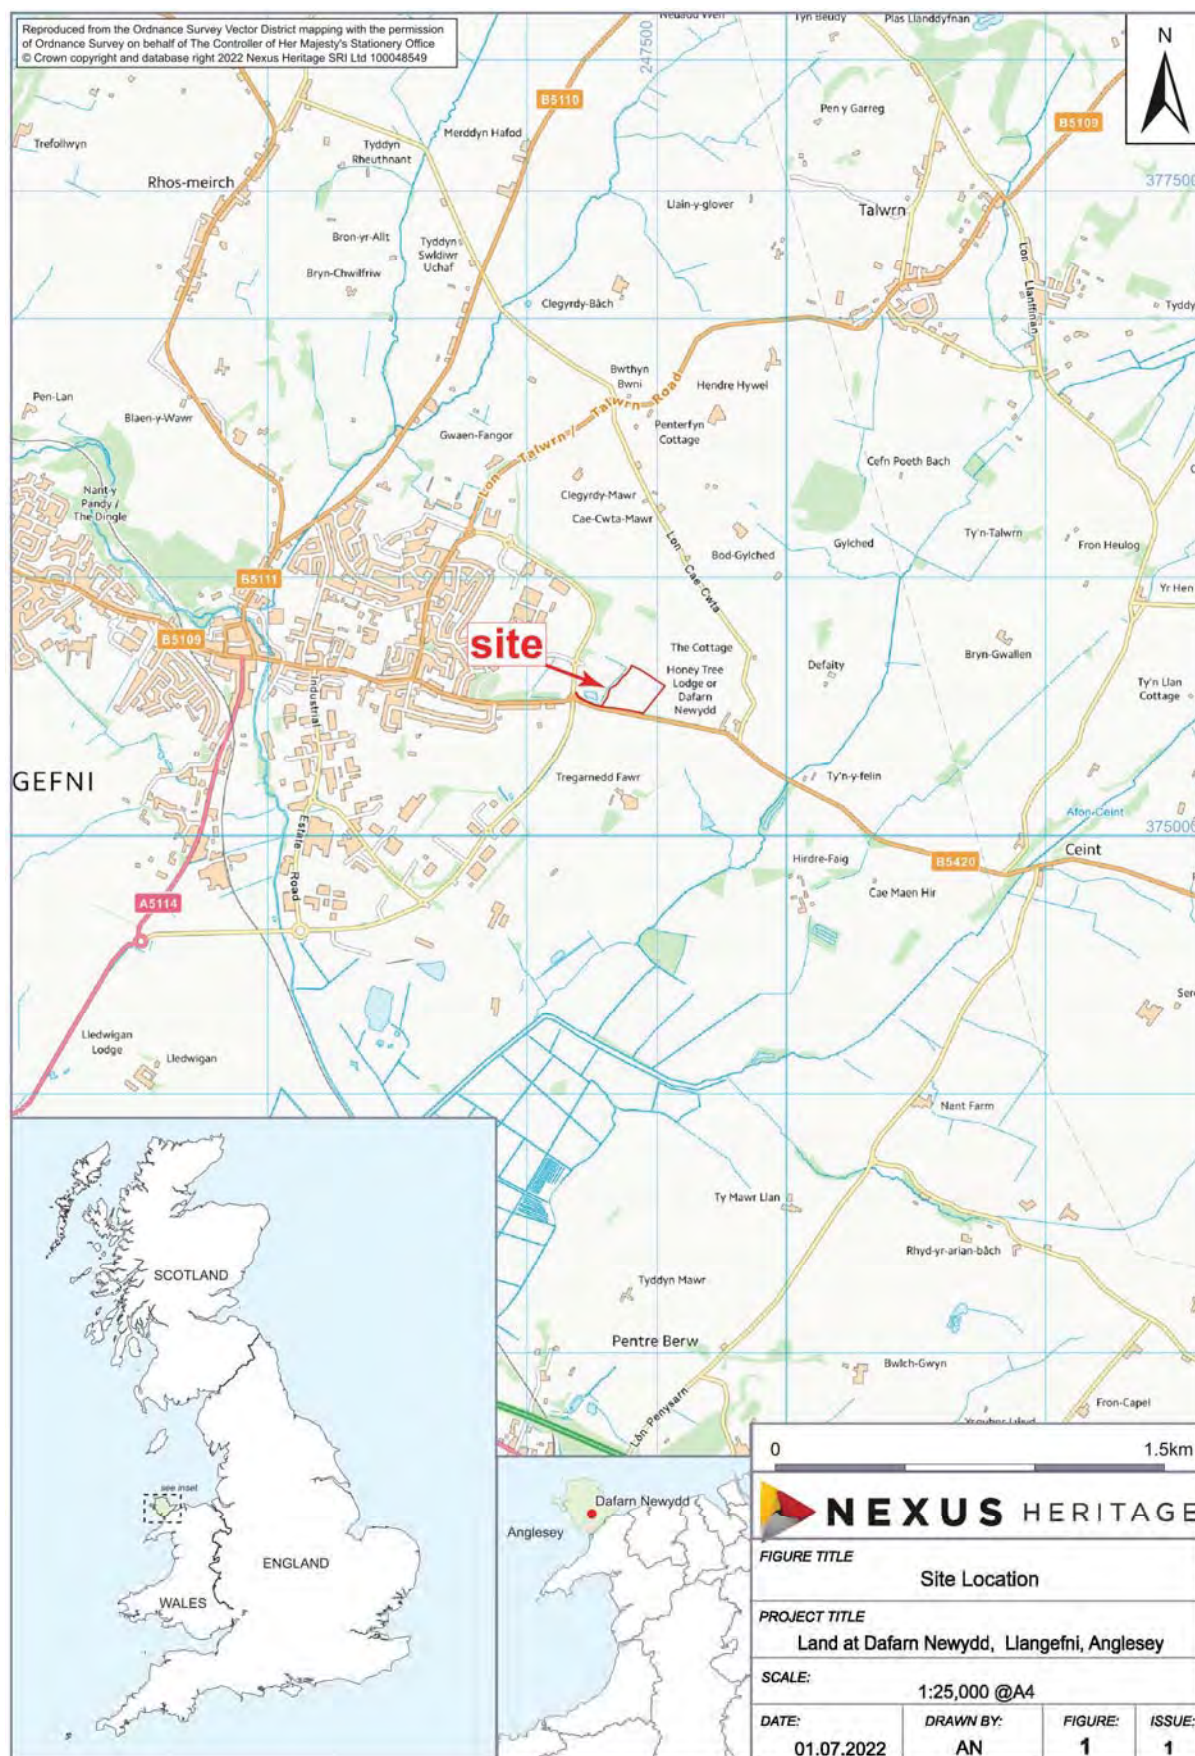 Reproduced from the Ordnance Survey Vector District mapping with the permission
of Ordnance Survey on behalf of The Controller of Her Majesty's Stationery Office
© Crown copyright and database right 2022 Nexus Heritage SRI Ltd 100048549
247500
Plas Llanddyfnan
N
B5110
Pen y Garreg
B5109
Trefollwyn
Merddyn Hafod
Tyddyn
Rheuthnant
Rhos-meirch
377500
Llain-y-glover
Talwrn
Bron-yr-Allt
Tyddyn
Swldiwr
Uchaf
Bryn-Chwilfriw
Lon Llanffinan
Clegyrdy-Bâch
Bwthyn
Bwni
Hendre Hywel
Pen-Lan
Blaen-y-Wawr
Lon Talwrn / Talwrn Road
Penterfyn
Cottage
Gwaen-Fangor
Cefn Poeth Bach
Nant y
Pandy /
The Dingle
Clegyrdy-Mawr
Cae-Cwta-Mawr
Lon Cae-Cwta
Bod-Gylched
Gylched
Ty'n-Talwrn
Fron Heulog
B5111
Yr Hen
B5109
site
The Cottage
Honey Tree
Lodge or
Dafarn
Newydd
Defaity
Bryn-Gwallen
Ty'n Llan
Cottage
Industrial Estate Road
GEFNI
Tregarnedd Fawr
Ty'n-y-felin
Afon-Ceint
375000
Ceint
B5420
Hirdre-Faig
Cae Maen Hir
A5114
Lledwigan
Lodge
Lledwigan
Nant Farm
Ty Mawr Llan
Rhyd-yr-arian-bâch
Tyddyn Mawr
Pentre Berw
Bwlch-Gwyn
Fron-Capel
Lôn-Penysarn
SCOTLAND
see inset
ENGLAND
WALES
Dafarn Newydd
Anglesey
0 1.5km
NEXUS HERITAGE
FIGURE TITLE
Site Location
PROJECT TITLE
Land at Dafarn Newydd, Llangefni, Anglesey
SCALE:
1:25,000 @A4
DATE: DRAWN BY: FIGURE: ISSUE:
01.07.2022 AN 1 1